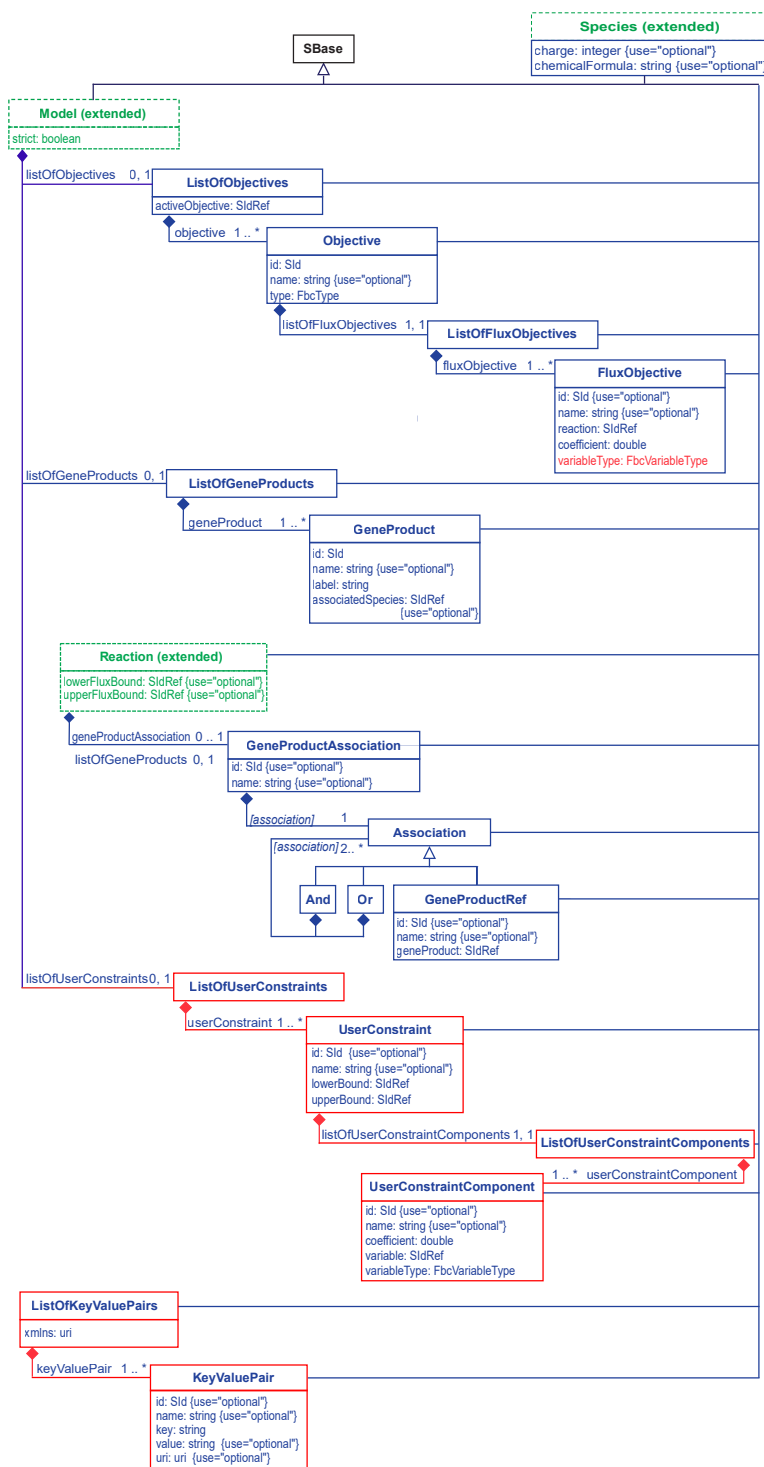 Species (extended)
charge: integer {use="optional"}
chemicalFormula: string {use="optional"}
SBase
Model (extended)
strict: boolean
listOfObjectives 0, 1
ListOfObjectives
activeObjective: SIdRef
objective 1 .. *
Objective
id: SId
name: string {use="optional"}
type: FbcType
listOfFluxObjectives 1, 1
ListOfFluxObjectives
fluxObjective 1 .. *
FluxObjective
id: SId {use="optional"}
name: string {use="optional"}
reaction: SIdRef
coefficient: double
variableType: FbcVariableType
listOfGeneProducts 0, 1
ListOfGeneProducts
geneProduct 1 .. *
GeneProduct
id: SId
name: string {use="optional"}
label: string
associatedSpecies: SIdRef
{use="optional"}
Reaction (extended)
lowerFluxBound: SIdRef {use="optional"}
upperFluxBound: SIdRef {use="optional"}
geneProductAssociation 0 .. 1
listOfGeneProducts 0, 1
GeneProductAssociation
id: SId {use="optional"}
name: string {use="optional"}
[association] 1
Association
[association] 2.. *
And
Or
GeneProductRef
id: SId {use="optional"}
name: string {use="optional"}
geneProduct: SIdRef
listOfUserConstraints0, 1
ListOfUserConstraints
userConstraint 1 .. *
UserConstraint
id: SId {use="optional"}
name: string {use="optional"}
lowerBound: SIdRef
upperBound: SIdRef
listOfUserConstraintComponents 1, 1
ListOfUserConstraintComponents
1 .. * userConstraintComponent
UserConstraintComponent
id: SId {use="optional"}
name: string {use="optional"}
coefficient: double
variable: SIdRef
variableType: FbcVariableType
ListOfKeyValuePairs
xmlns: uri
keyValuePair 1 .. *
KeyValuePair
id: SId {use="optional"}
name: string {use="optional"}
key: string
value: string {use="optional"}
uri: uri {use="optional"}